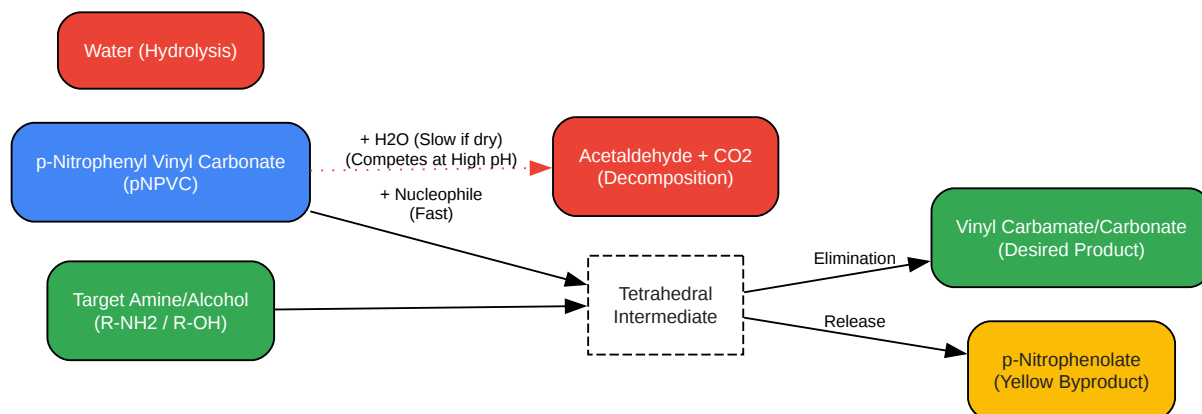 Water (Hydrolysis)
p-Nitrophenyl Vinyl Carbonate
(pNPVC)
+ H2O (Slow if dry)
(Competes at High pH)
+ Nucleophile
(Fast)
Acetaldehyde + CO2
(Decomposition)
Target Amine/Alcohol
(R-NH2 / R-OH)
Tetrahedral
Intermediate
Elimination
Release
Vinyl Carbamate/Carbonate
(Desired Product)
p-Nitrophenolate
(Yellow Byproduct)